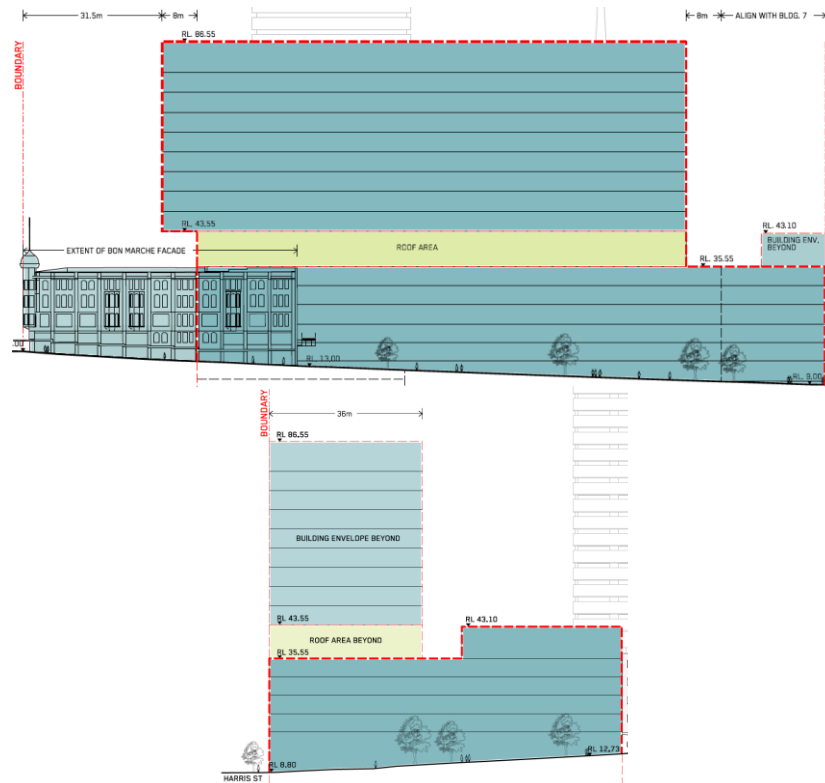 31.5m
8m
8m
ALIGN WITH BLDG. 7
BOUNDARY
RL. 86.55
RL. 43.55
RL. 43.10
EXTENT OF BON MARCHE FACADE
ROOF AREA
BUILDING ENV.
BEYOND
RL. 35.55
RL. 13.00
RL. 9.00
BOUNDARY
36m
RL 86.55
BUILDING ENVELOPE BEYOND
RL 43.55
RL 43.10
ROOF AREA BEYOND
RL 35.55
RL 12.73
RL 8.80
HARRIS ST